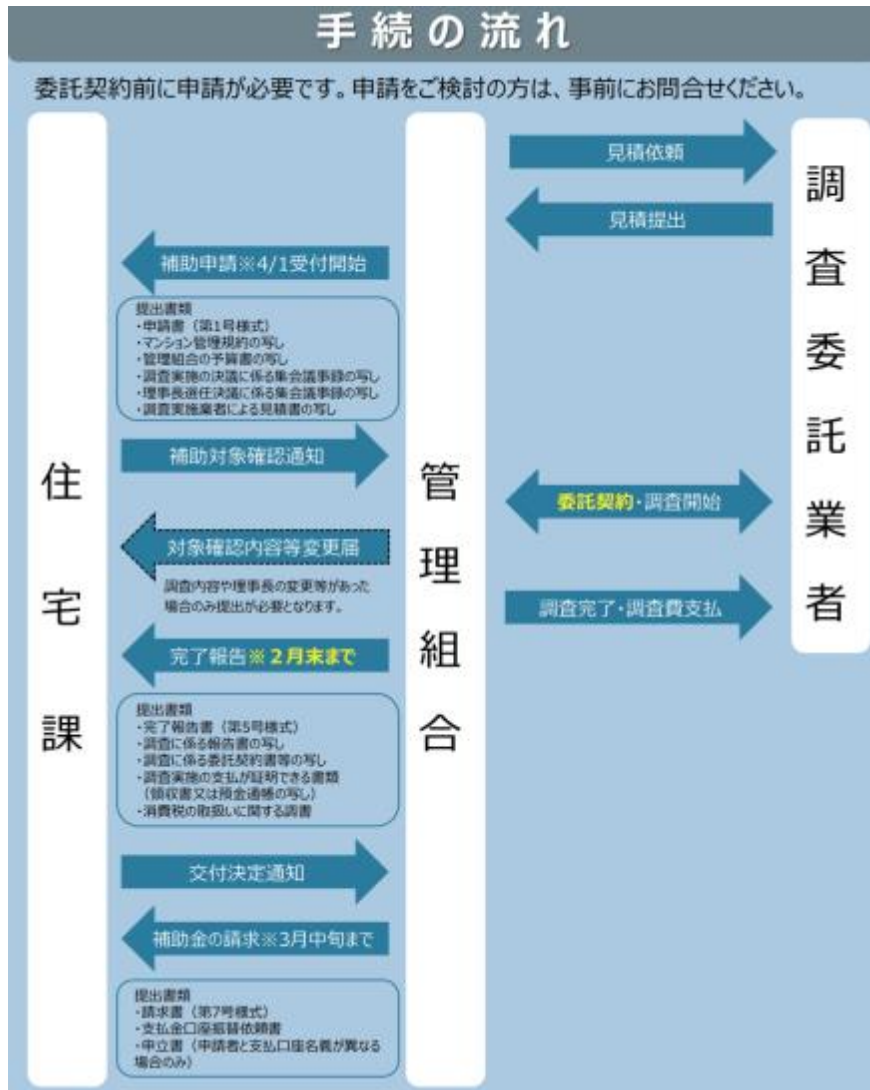 手続の流れ
委託契約前に申請が必要です。申請をご検討の方は、事前にお問合せください。
見積依頼
見積提出
補助申請※4/1受付開始
提出書類
・申請書（第1号様式）
・マンション管理規約の写し
・管理組合の予算書の写し
・調査実施の決議に係る集会議事録の写し
・理事長選任決議に係る集会議事録の写し
・調査実施業者による見積書の写し
補助対象確認通知
委託契約・調査開始
対象確認内容等変更届
調査内容や理事長の変更等があった
場合のみ提出が必要となります。
調査完了・調査費支払
完了報告※２月末まで
提出書類
・完了報告書（第5号様式）
・調査に係る報告書の写し
・調査に係る委託契約書等の写し
・調査実施の支払が証明できる書類
（領収書又は預金通帳の写し）
・消費税の取扱いに関する調書
交付決定通知
補助金の請求※3月中旬まで
提出書類
・請求書（第7号様式）
・支払金口座振替依頼書
・申立書（申請者と支払口座名義が異なる
場合のみ）
住宅課
管理組合
調査委託業者